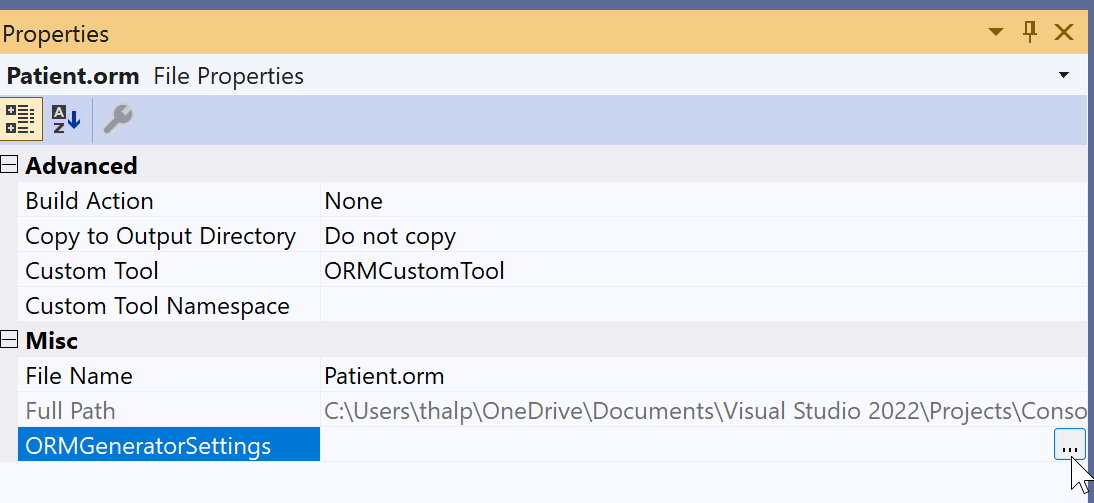 Properties
Patient.orm File Properties
A
Z
Advanced
Build Action None
Copy to Output Directory Do not copy
Custom Tool ORMCustomTool
Custom Tool Namespace
Misc
File Name Patient.orm
Full Path C:\Users\thalp\OneDrive\Documents\Visual Studio 2022\Projects\Conso
ORMGeneratorSettings ...